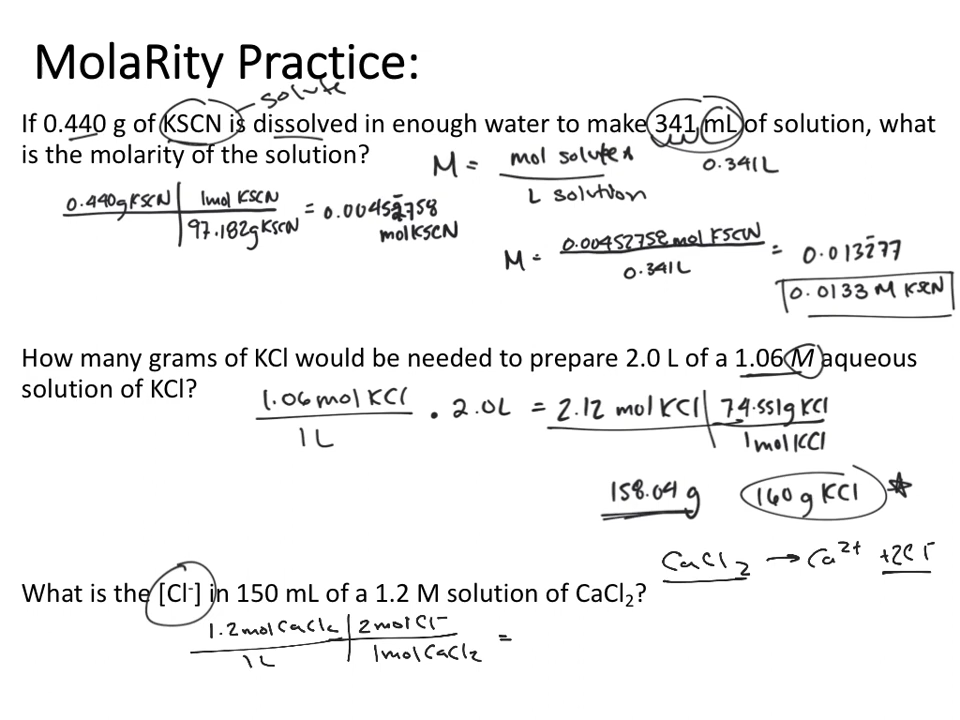 MolaRity Practice:
solute
If 0.440 g of KSCN is dissolved in enough water to make 341 mL of solution, what
is the molarity of the solution?
M = mol solute / L solution
0.341L
0.440g KSCN | 1mol KSCN
97.182g KSCN
= 0.00452758
mol KSCN
M = 0.00452758 mol KSCN / 0.341L = 0.013277
0.0133 M KSCN
How many grams of KCl would be needed to prepare 2.0 L of a 1.06 M aqueous
solution of KCl?
1.06 mol KCl / 1L · 2.0L = 2.12 mol KCl | 74.551g KCl
1 mol KCl
158.04 g 160 g KCl
CaCl₂ → Ca²⁺ + 2Cl⁻
What is the [Cl⁻] in 150 mL of a 1.2 M solution of CaCl₂?
1.2 mol CaCl₂ | 2 mol Cl⁻ =
1L | 1 mol CaCl₂